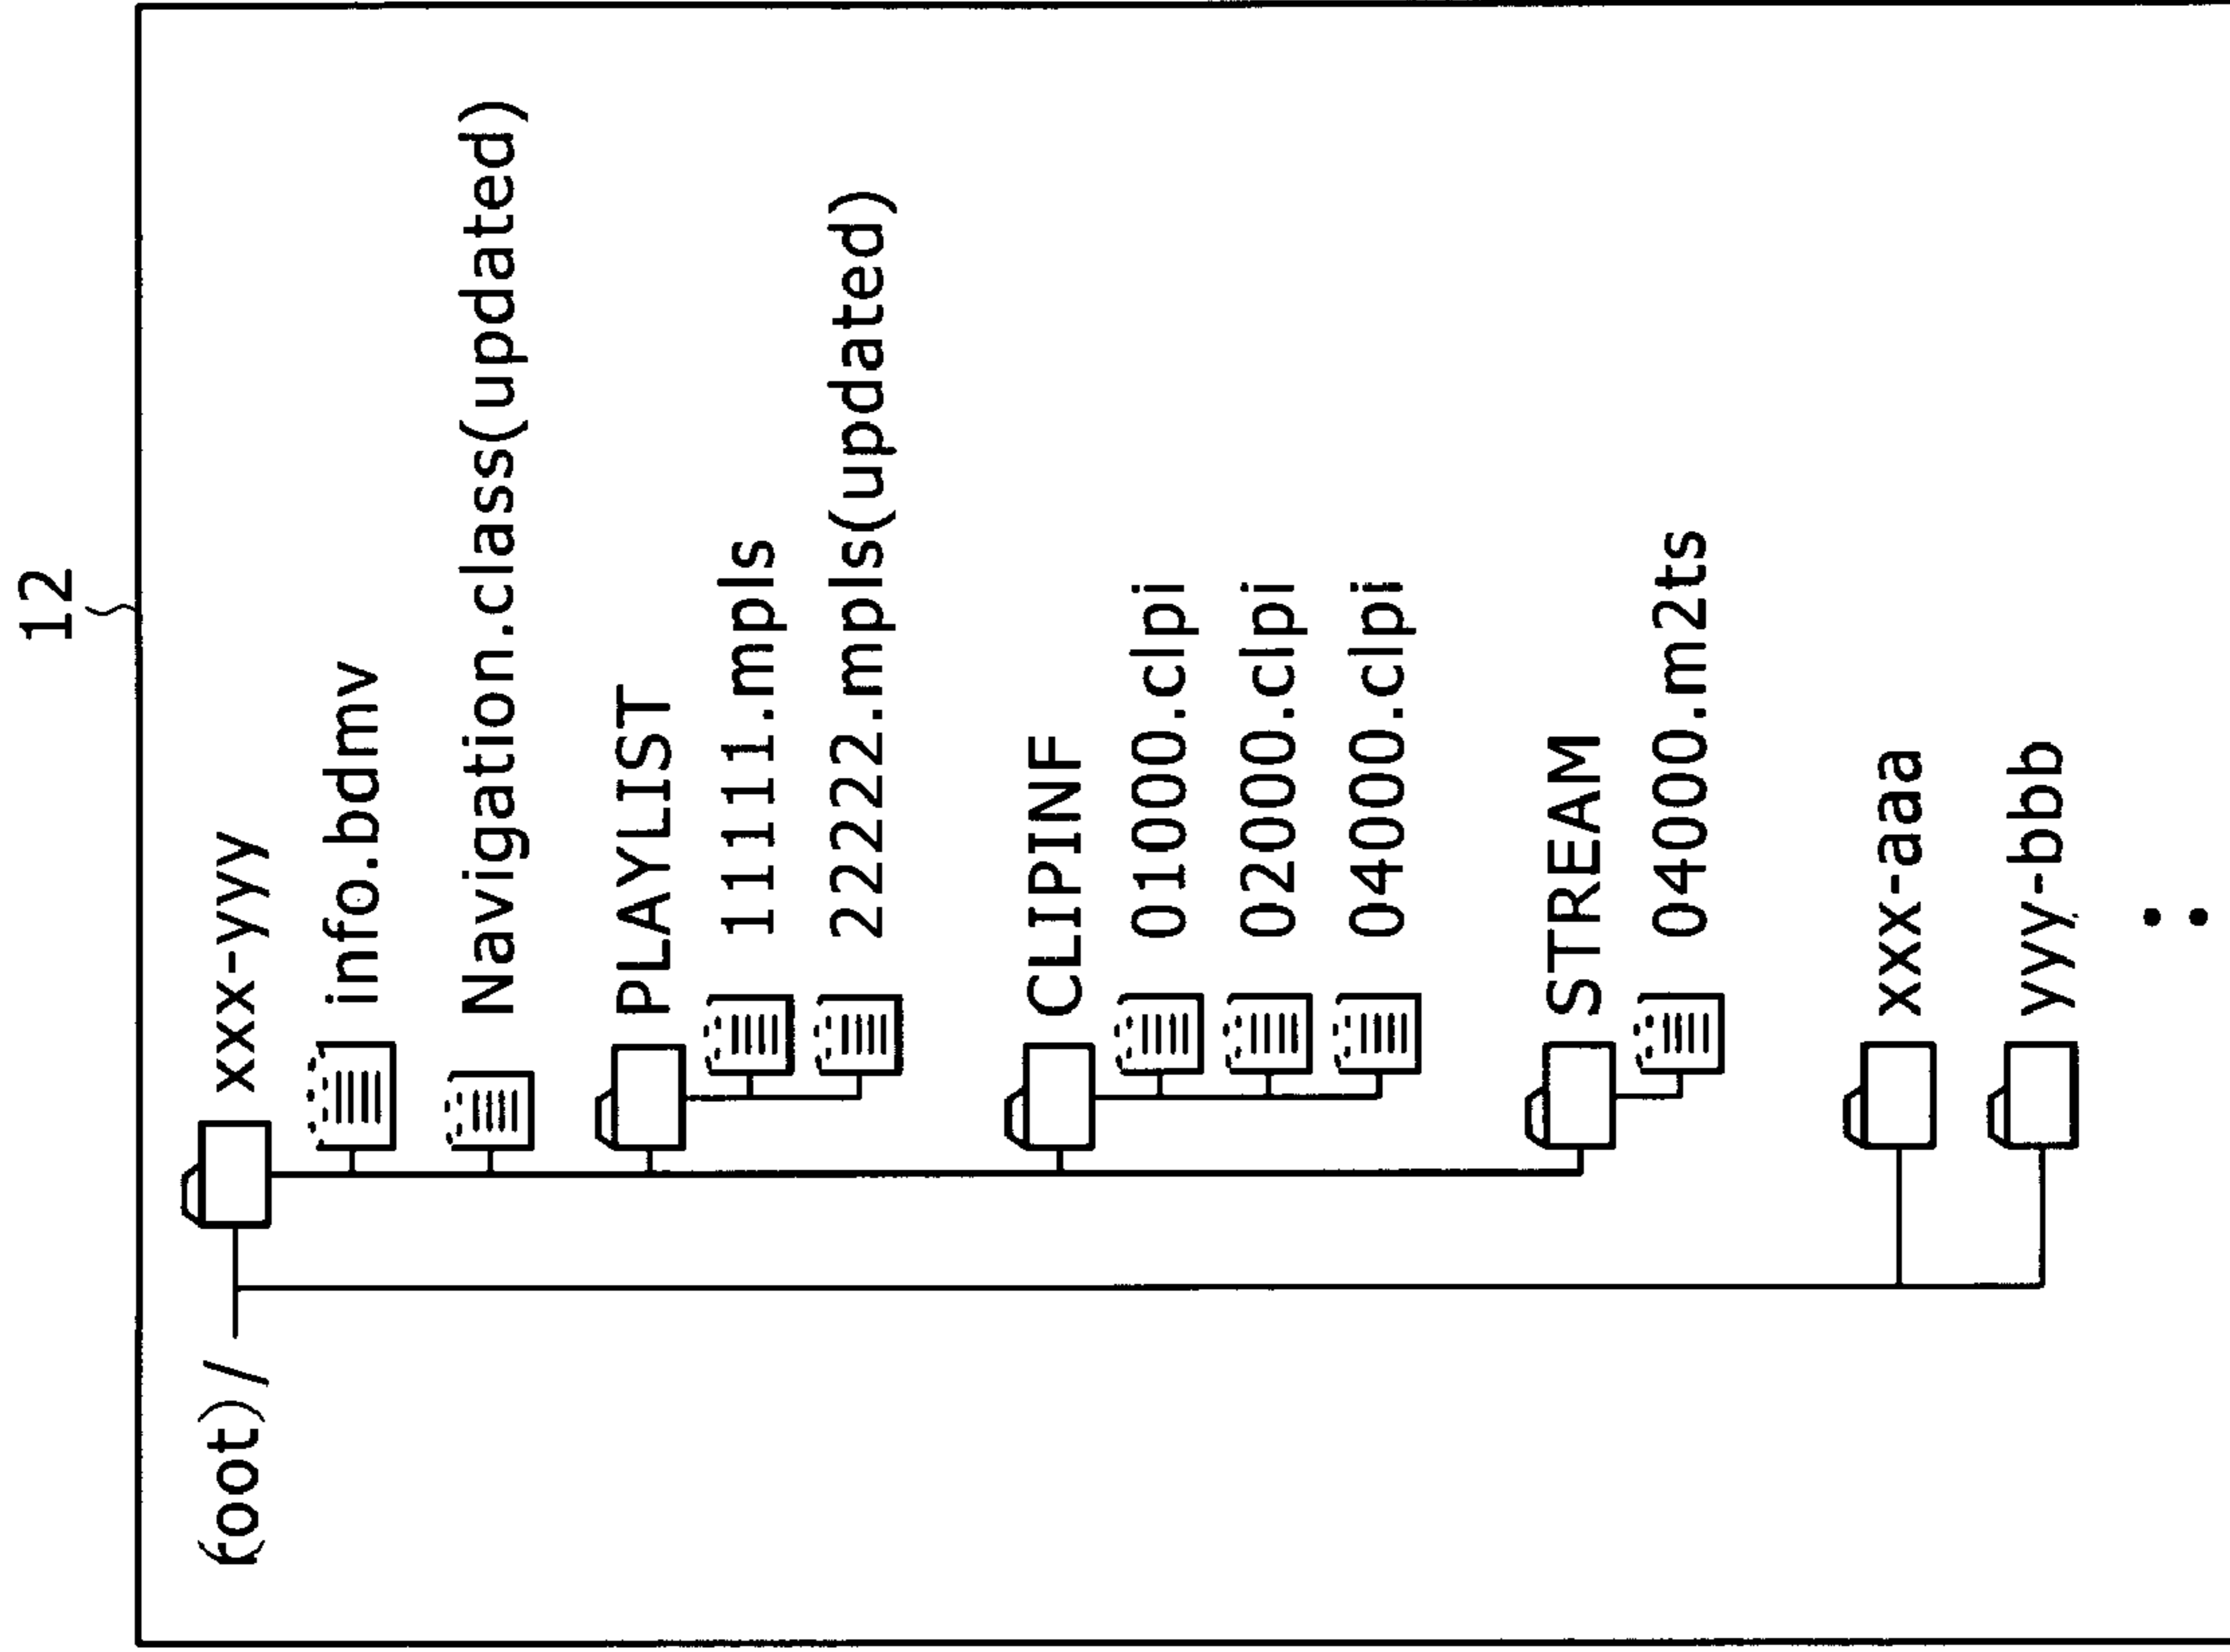 12
(root)/
xxx-yyy
info.bdmv
Navigation.class(updated)
PLAYLIST
11111.mpls
22222.mpls(updated)
CLIPINF
01000.clpi
02000.clpi
04000.clpi
STREAM
04000.m2ts
xxx-aaa
yyy-bbb